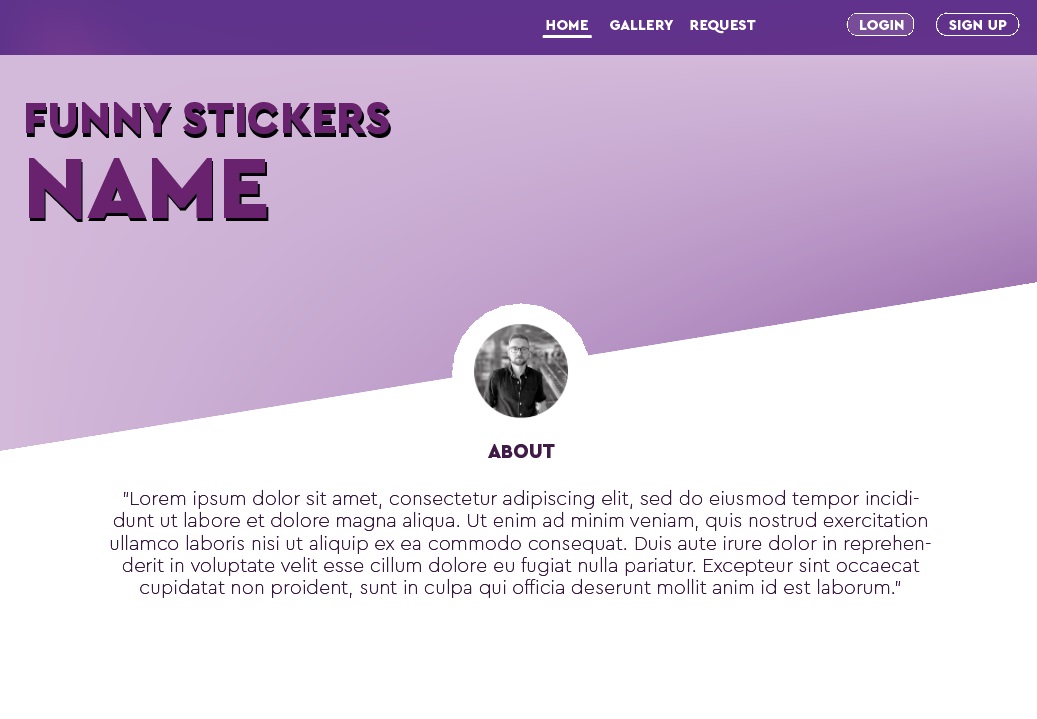 HOME GALLERY REQUEST LOGIN SIGN UP
FUNNY STICKERS
NAME
ABOUT
"Lorem ipsum dolor sit amet, consectetur adipiscing elit, sed do eiusmod tempor incidi-
dunt ut labore et dolore magna aliqua. Ut enim ad minim veniam, quis nostrud exercitation
ullamco laboris nisi ut aliquip ex ea commodo consequat. Duis aute irure dolor in reprehen-
derit in voluptate velit esse cillum dolore eu fugiat nulla pariatur. Excepteur sint occaecat
cupidatat non proident, sunt in culpa qui officia deserunt mollit anim id est laborum."